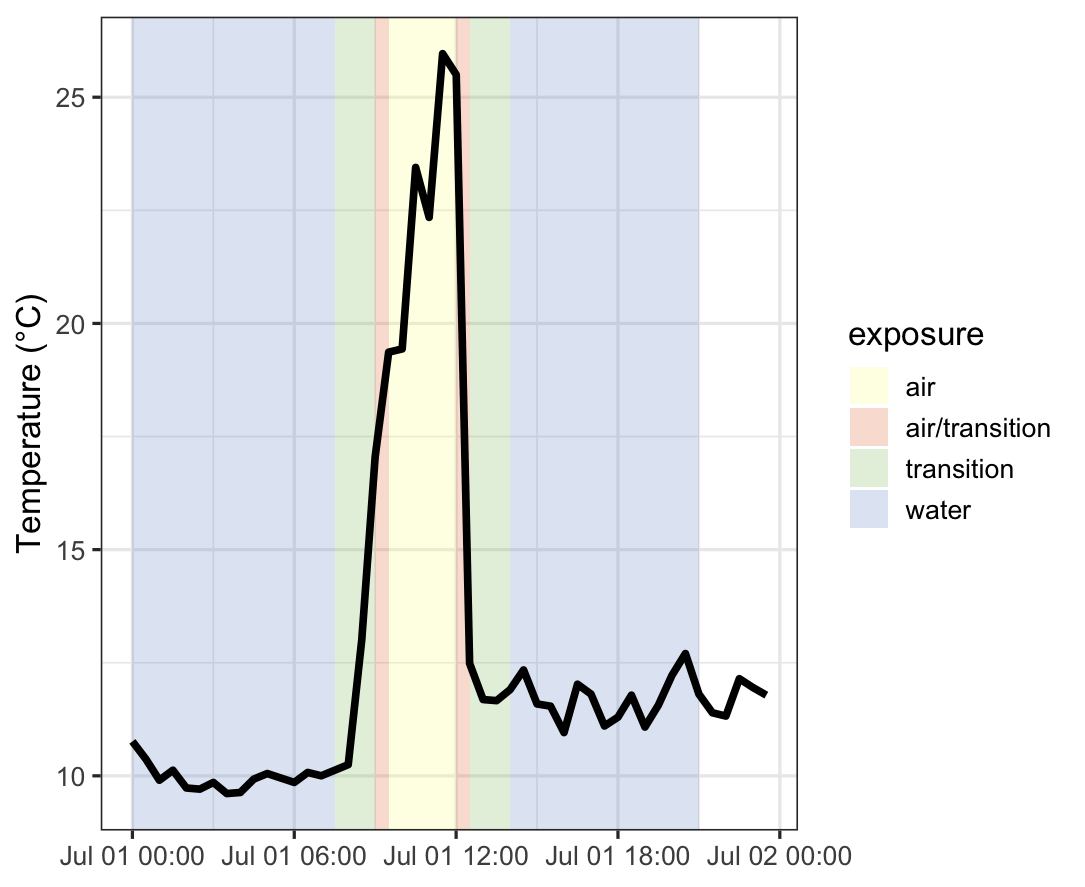 25
20
15
10
Temperature (°C)
Jul 01 00:00 Jul 01 06:00 Jul 01 12:00 Jul 01 18:00 Jul 02 00:00
exposure
air
air/transition
transition
water